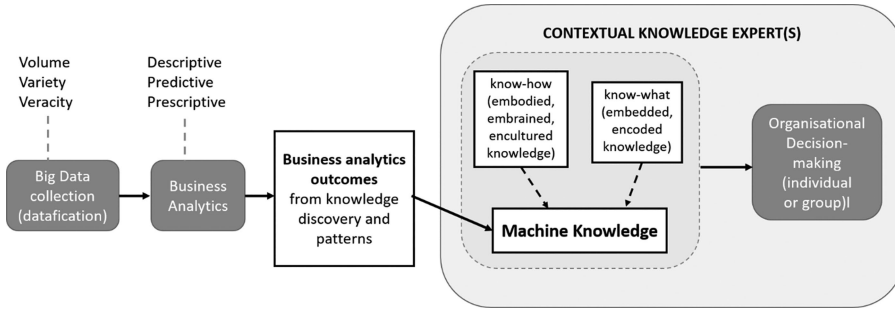 CONTEXTUAL KNOWLEDGE EXPERT(S)
Volume
Variety
Veracity
Descriptive
Predictive
Prescriptive
Big Data
collection
(datafication)
Business
Analytics
Business analytics
outcomes
from knowledge
discovery and
patterns
know-how
(embodied,
embrained,
encultured
knowledge)
know-what
(embedded,
encoded
knowledge)
Machine Knowledge
Organisational
Decision-
making
(individual
or group)l